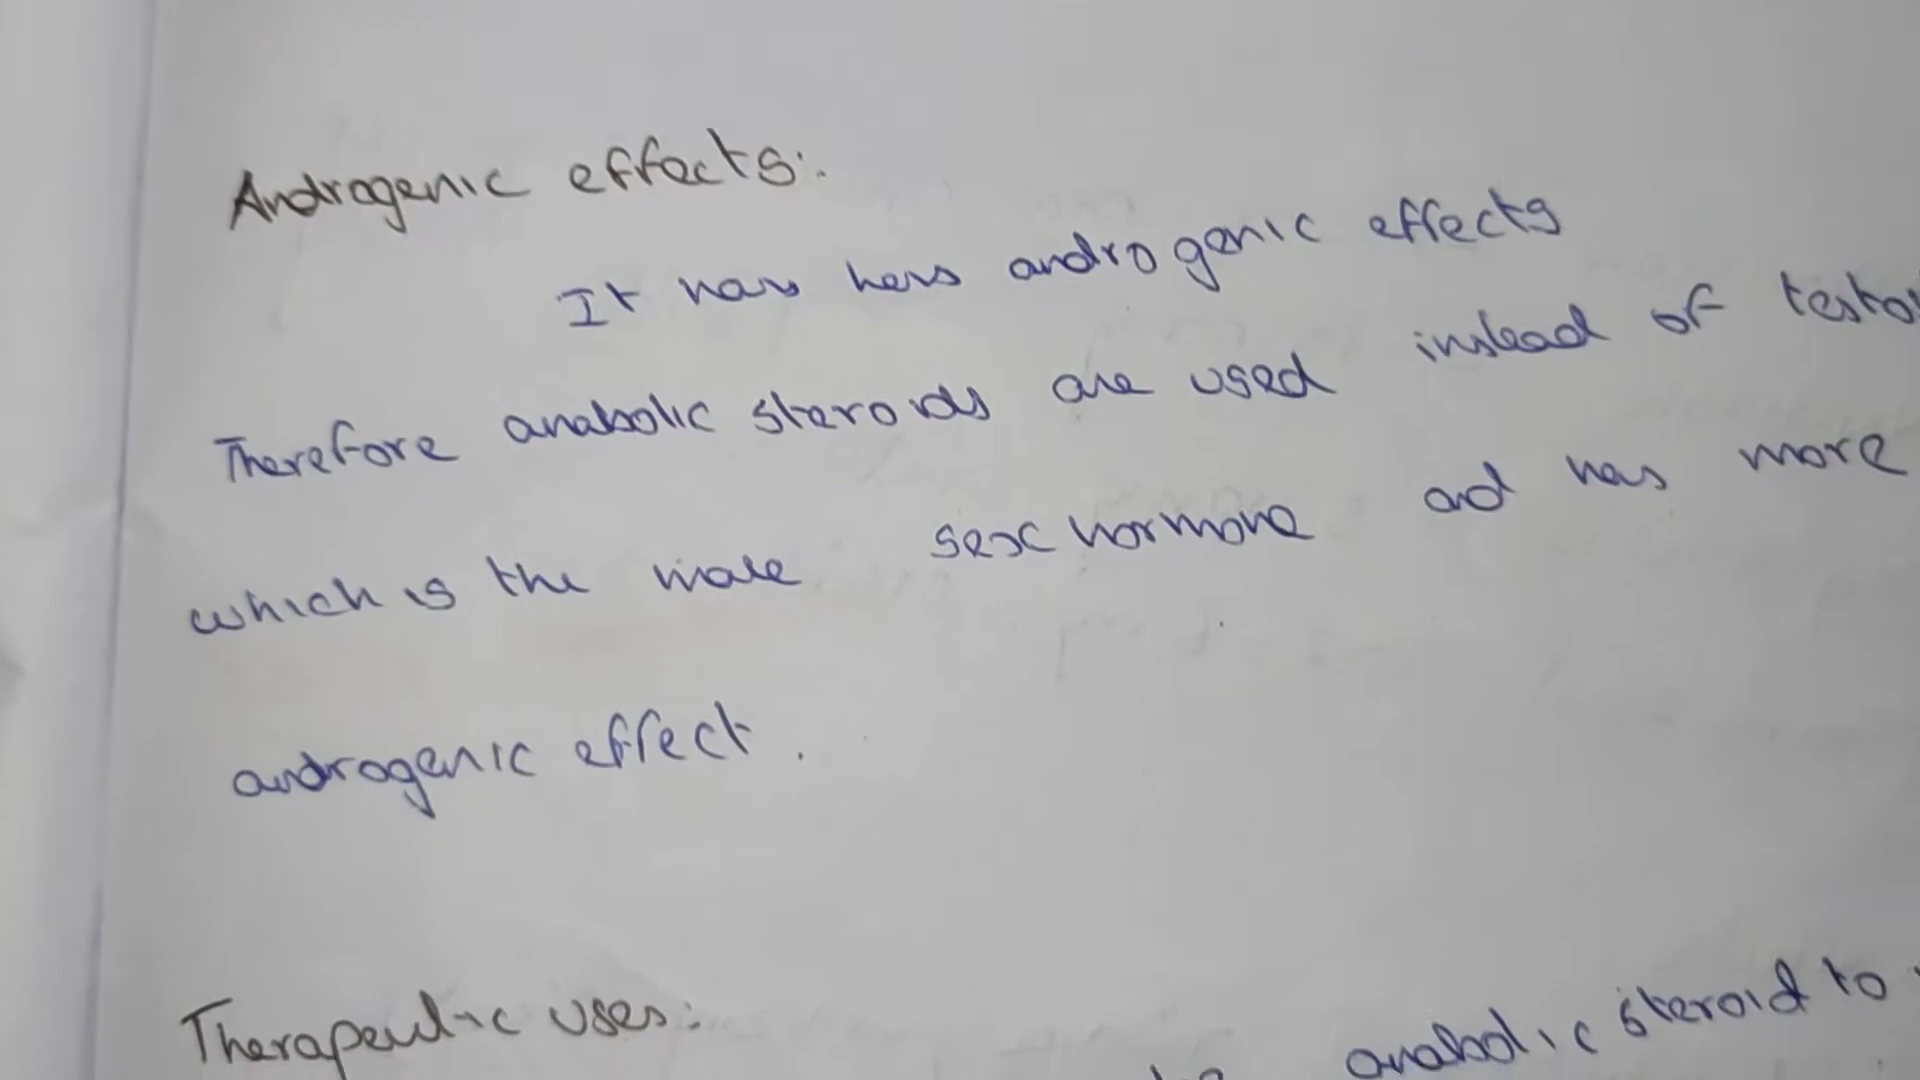 Androgenic effects:
It has less androgenic effects
Therefore anabolic steroids are used instead of testo
which is the male sex hormone and has more
androgenic effect.
Therapeutic uses:
anabolic steroid to